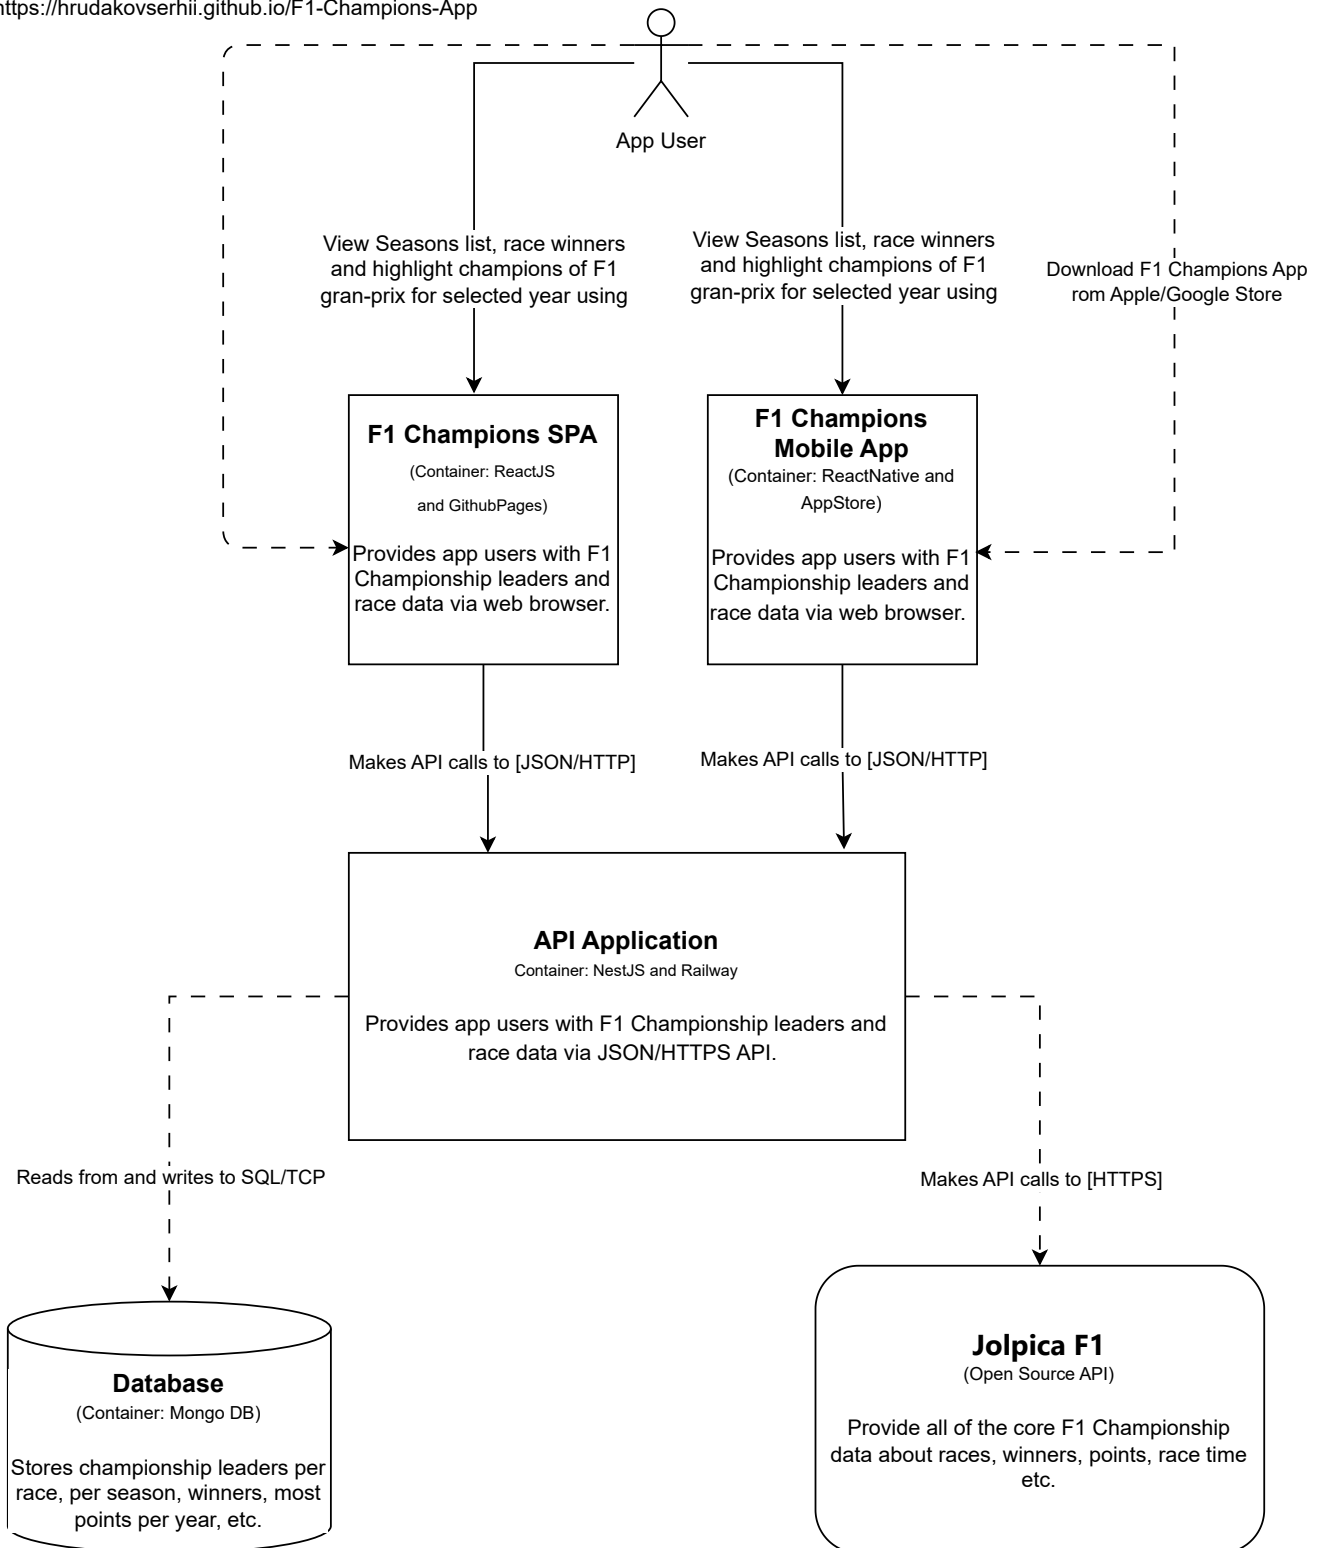 https://hrudakovserhii.github.io/F1-Champions-App
App User
View Seasons list, race winners
and highlight champions of F1
gran-prix for selected year using
View Seasons list, race winners
and highlight champions of F1
gran-prix for selected year using
Download F1 Champions App
rom Apple/Google Store
F1 Champions SPA
(Container: ReactJS
and GithubPages)
Provides app users with F1
Championship leaders and
race data via web browser.
F1 Champions
Mobile App
(Container: ReactNative and
AppStore)
Provides app users with F1
Championship leaders and
race data via web browser.
Makes API calls to [JSON/HTTP]
Makes API calls to [JSON/HTTP]
API Application
Container: NestJS and Railway
Provides app users with F1 Championship leaders and
race data via JSON/HTTPS API.
Reads from and writes to SQL/TCP
Makes API calls to [HTTPS]
Database
(Container: Mongo DB)
Stores championship leaders per
race, per season, winners, most
points per year, etc.
Jolpica F1
(Open Source API)
Provide all of the core F1 Championship
data about races, winners, points, race time
etc.